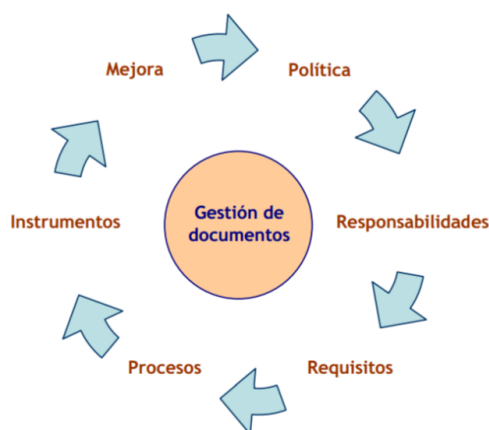 Mejora
Política
Instrumentos
Gestión de
documentos
Responsabilidades
Procesos
Requisitos